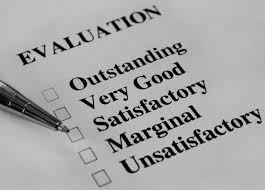 EVALUATION
Outstanding
Very Good
Satisfactory
Marginal
Unsatisfactory